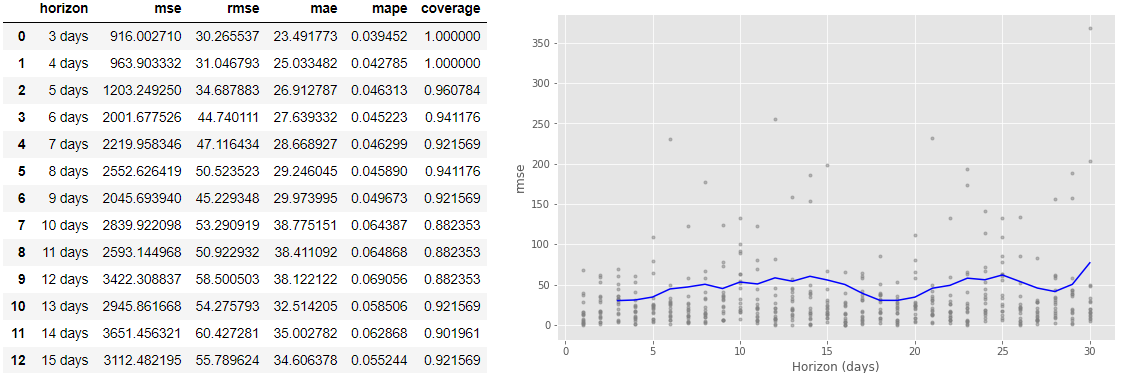 horizon mse rmse mae mape coverage
0 3 days 916.002710 30.265537 23.491773 0.039452 1.000000
1 4 days 963.903332 31.046793 25.033482 0.042785 1.000000
2 5 days 1203.249250 34.687883 26.912787 0.046313 0.960784
3 6 days 2001.677526 44.740111 27.639332 0.045223 0.941176
4 7 days 2219.958346 47.116434 28.668927 0.046299 0.921569
5 8 days 2552.626419 50.523523 29.246045 0.045890 0.941176
6 9 days 2045.693940 45.229348 29.973995 0.049663 0.921569
7 10 days 2839.922098 53.290919 38.775151 0.064387 0.882353
8 11 days 2593.144968 50.922932 38.411092 0.064868 0.882353
9 12 days 3422.308837 58.500503 38.122122 0.069056 0.882353
10 13 days 2945.861668 54.275793 32.514205 0.058506 0.921569
11 14 days 3651.456321 60.427281 35.002782 0.062868 0.901961
12 15 days 3112.482195 55.789624 34.606378 0.055244 0.921569
rmse
350
300
250
200
150
100
50
0
0 5 10 15 20 25 30
Horizon (days)